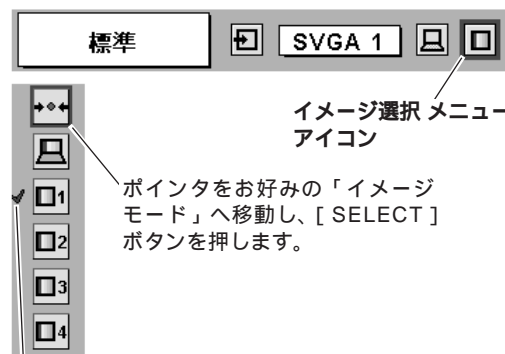 標準
SVGA 1
イメージ選択 メニュー
アイコン
ポインタをお好みの「イメージ
モード」へ移動し、[ SELECT ]
ボタンを押します。
1
2
3
4